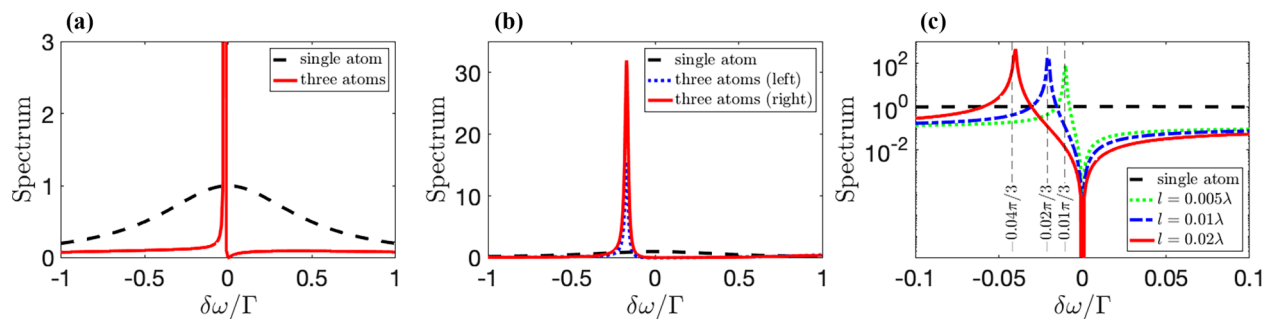 (a)
3
2
1
0
Spectrum
-1
-0.5
0
0.5
1
δω/Γ
single atom
three atoms
(b)
30
20
10
0
Spectrum
-1
-0.5
0
0.5
1
δω/Γ
single atom
three atoms (left)
three atoms (right)
(c)
10^2
10^0
10^-2
Spectrum
-0.1
-0.05
0
0.05
0.1
δω/Γ
0.04π/3
0.02π/3
0.01π/3
single atom
l = 0.005λ
l = 0.01λ
l = 0.02λ